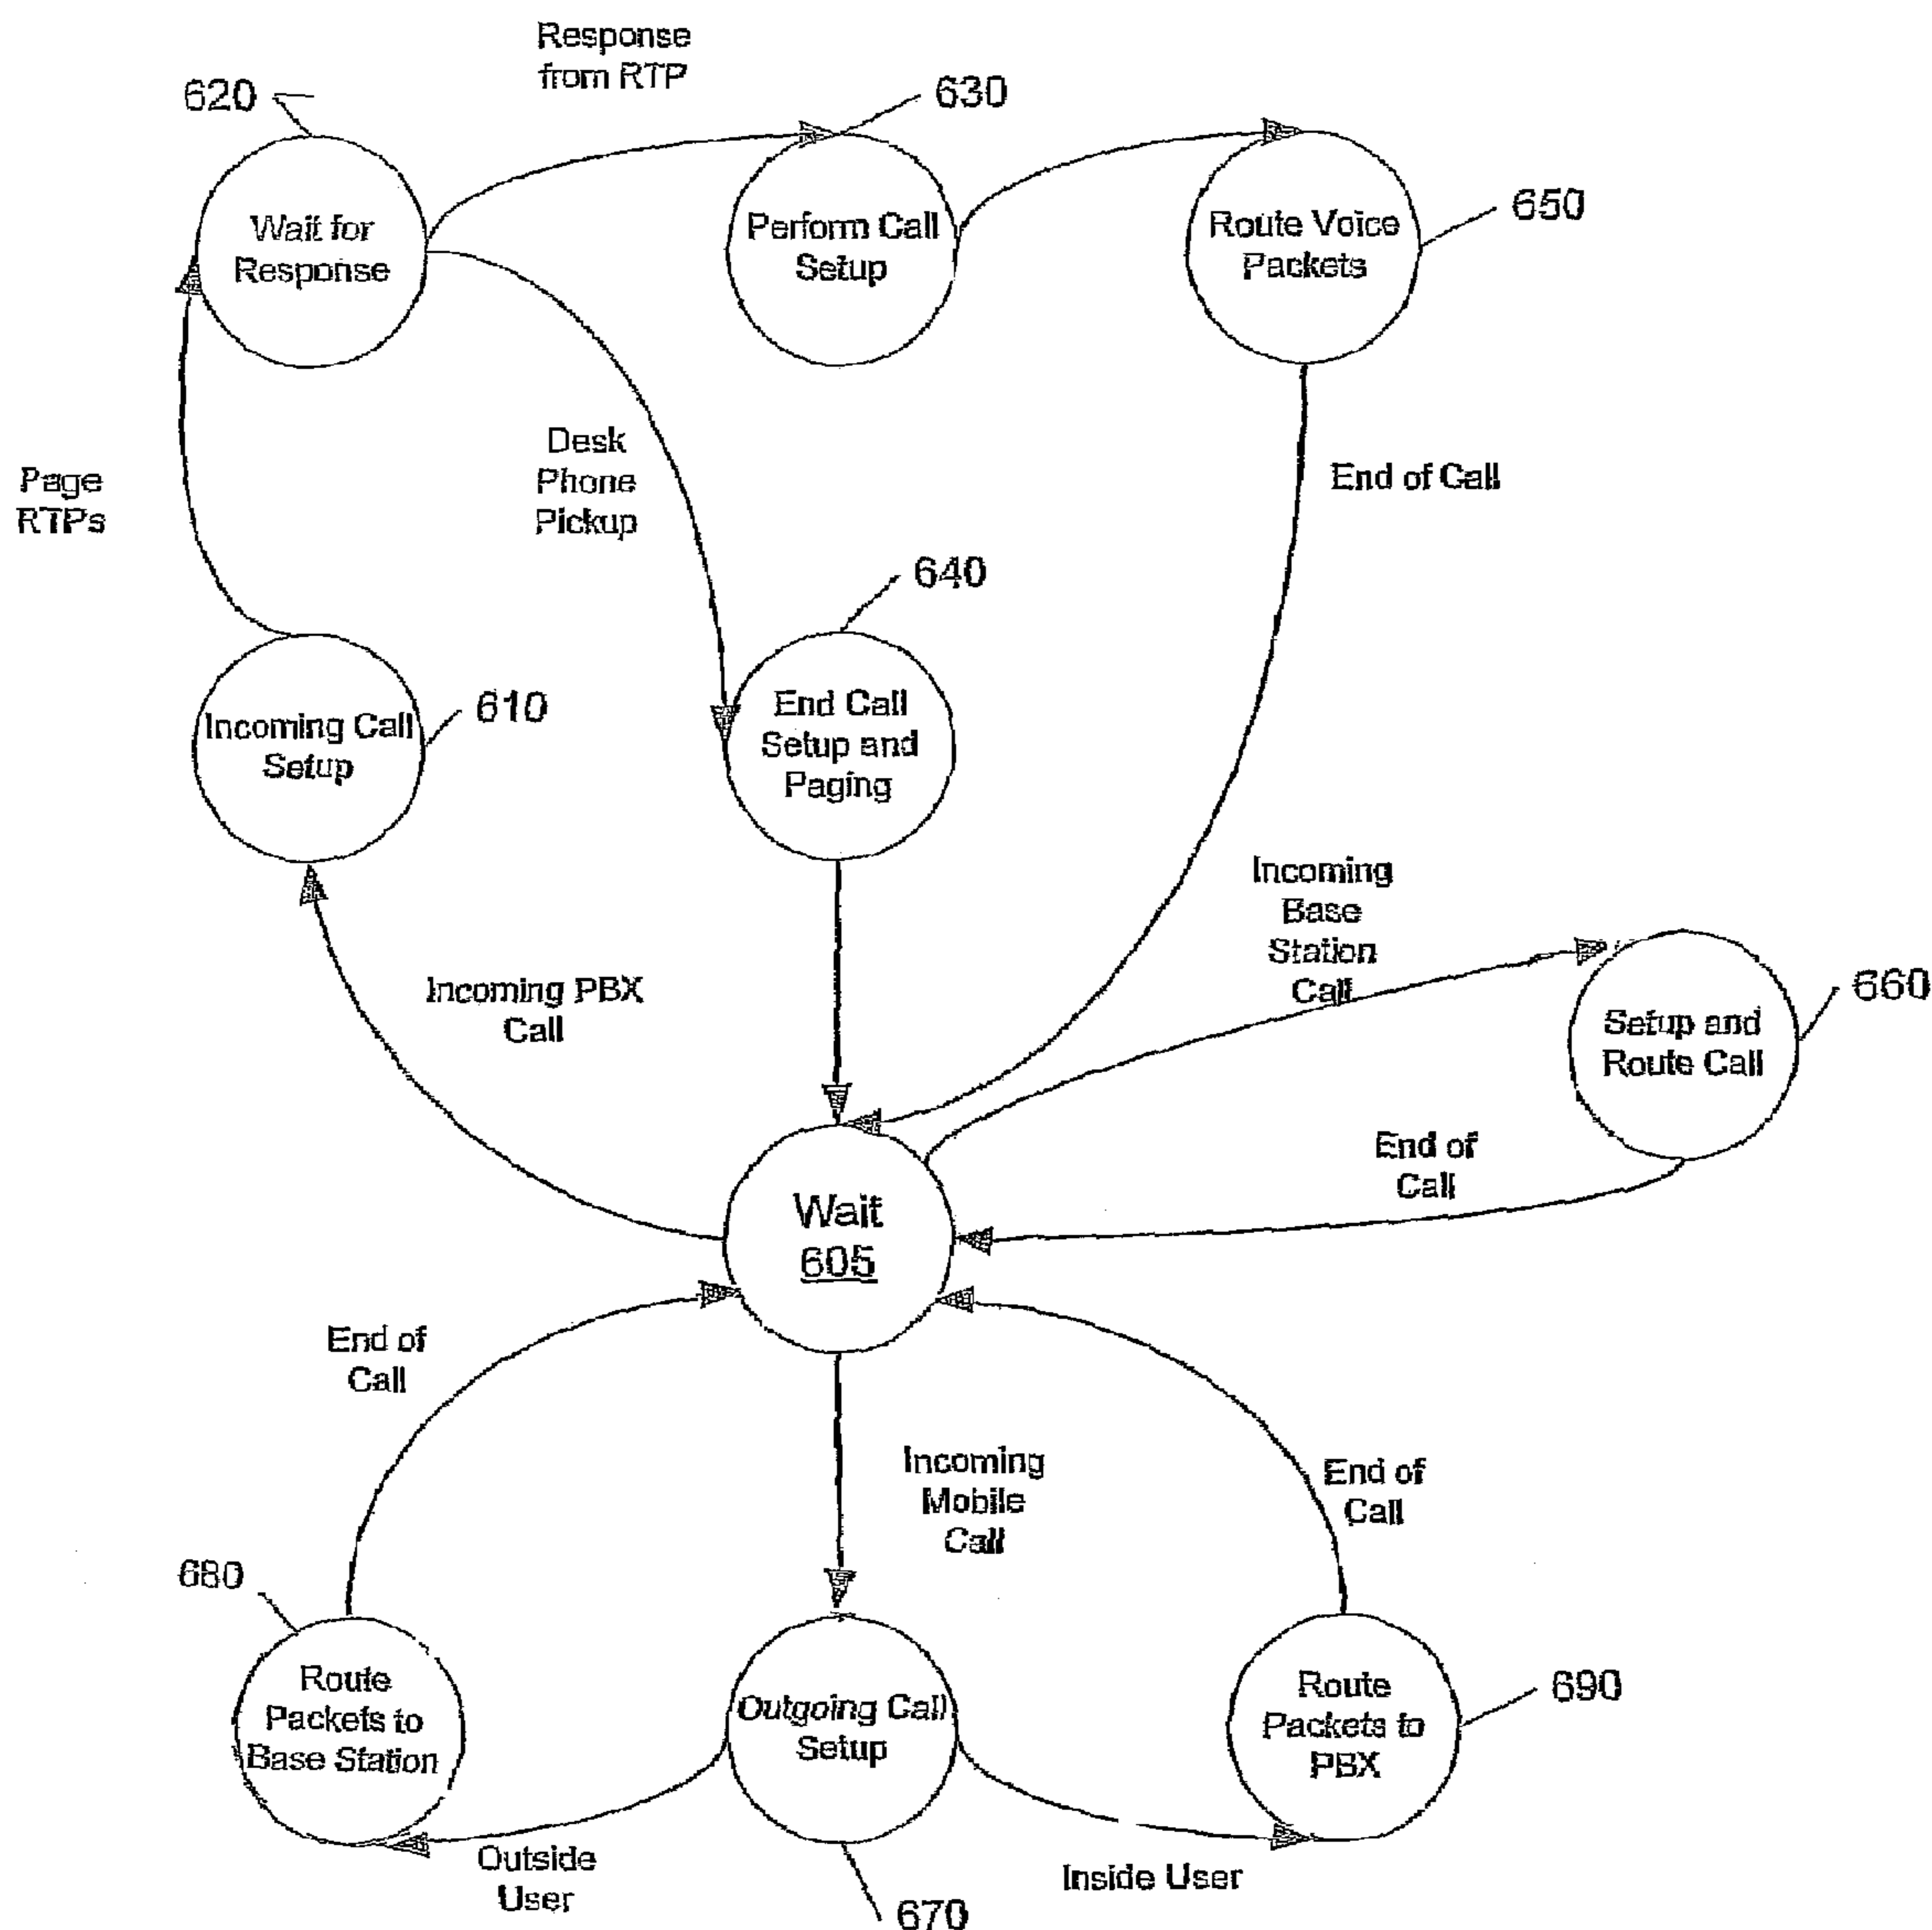 Response
from RTP
620
630
Wait for
Response
Perform Call
Setup
Route Voice
Packets
650
Page
RTPs
Desk
Phone
Pickup
End of Call
640
Incoming Call
Setup
610
End Call
Setup and
Paging
Incoming
Base
Station
Call
Incoming PBX
Call
660
Setup and
Route Call
End of
Call
Wait
605
End of
Call
Incoming
Mobile
Call
End of
Call
680
Route
Packets to
Base Station
Outgoing Call
Setup
Route
Packets to
PBX
690
Outside
User
Inside User
670